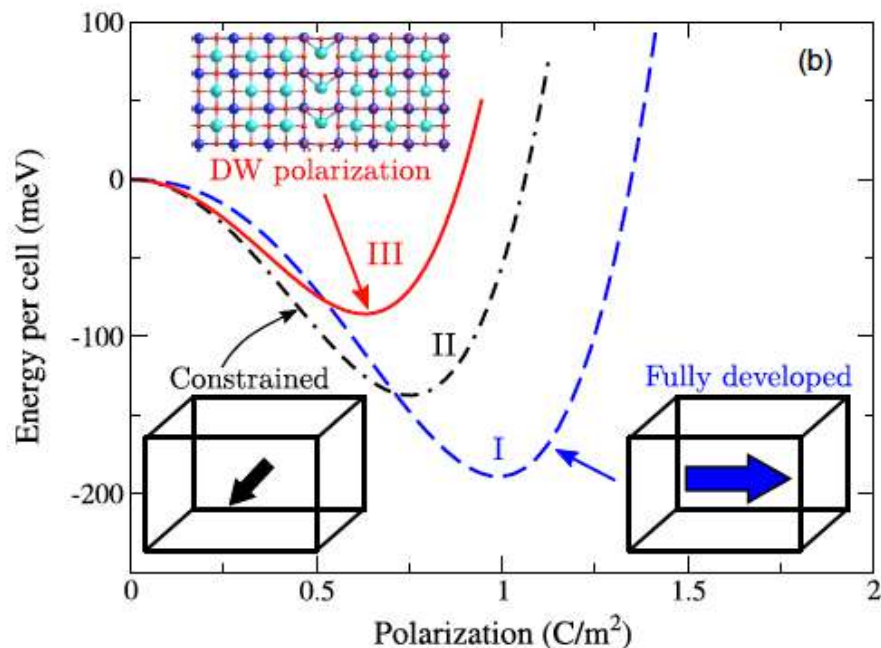 100
(b)
DW polarization
0
III
Energy per cell (meV)
-100
II
Constrained
Fully developed
I
-200
0
0.5
1
1.5
2
Polarization (C/m²)